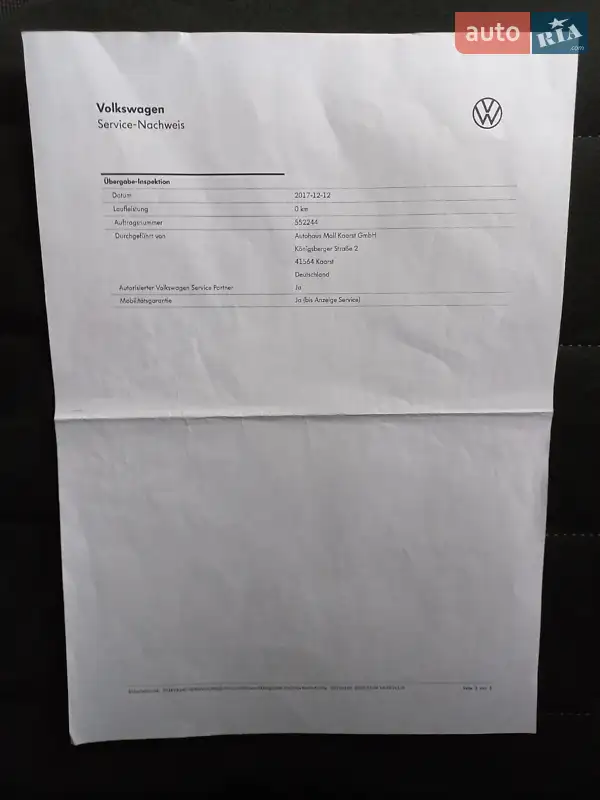 auto RIA .com
Volkswagen
Service-Nachweis
Übergabe-Inspektion
Datum 2017-12-12
Laufleistung 0 km
Auftragsnummer 552244
Durchgeführt von Autohaus Moll Kaarst GmbH
Königsberger Straße 2
41564 Kaarst
Deutschland
Autorisierter Volkswagen Service Partner Ja
Mobilitätsgarantie Ja (bis Anzeige Service)
Seite